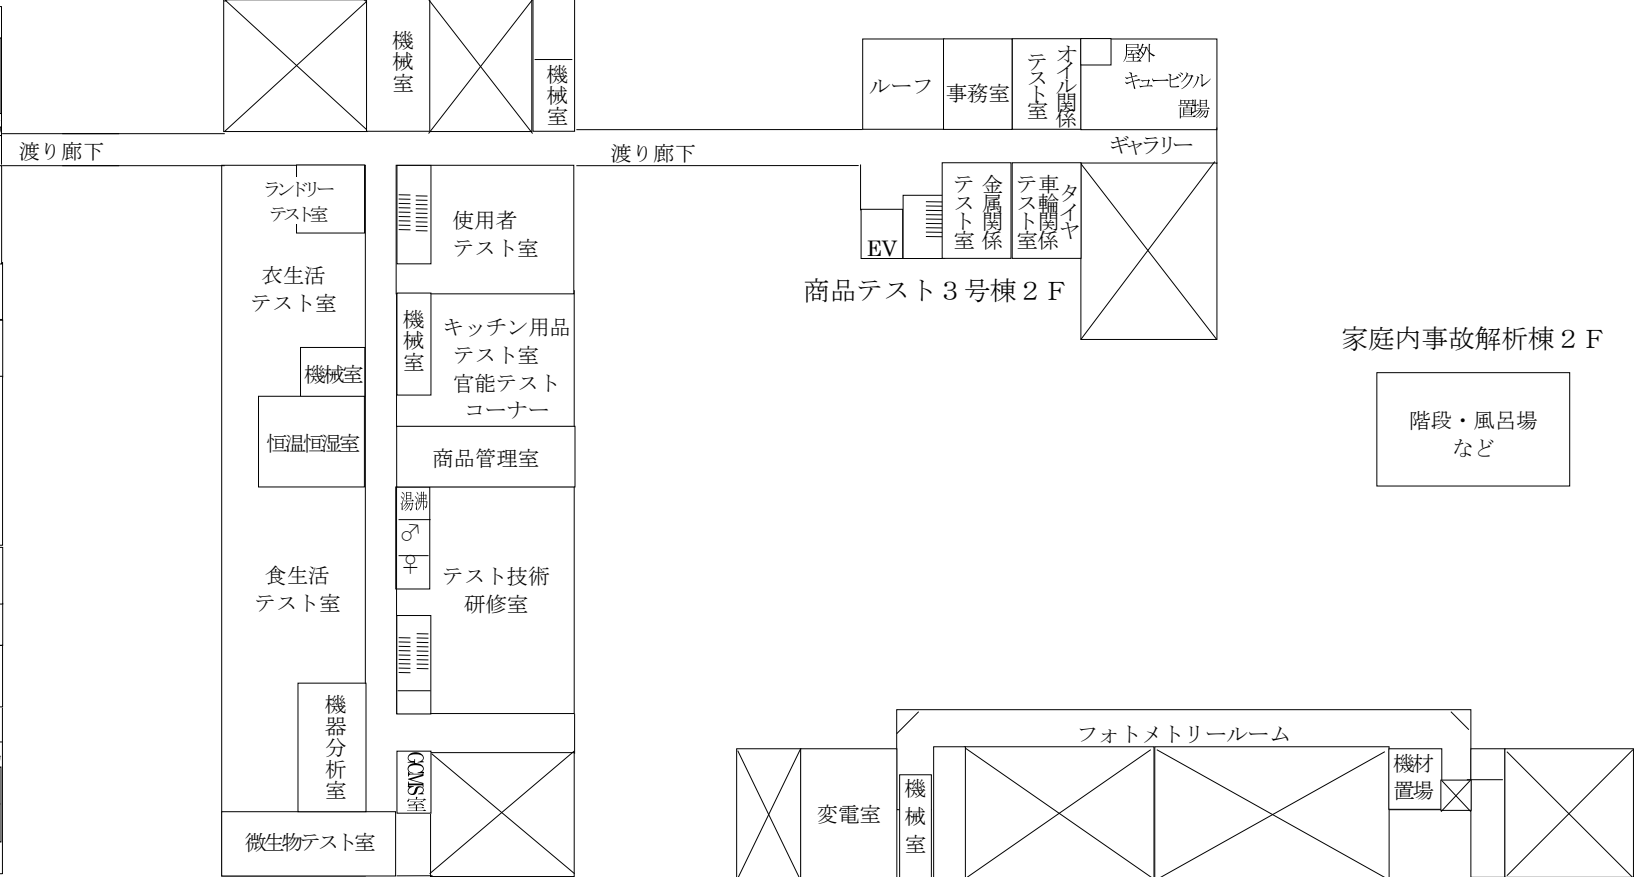 機械室
機械室
渡り廊下
ランドリー
テスト室
衣生活
テスト室
機械室
恒温恒湿室
食生活
テスト室
機器分析室
微生物テスト室
使用者
テスト室
機械室
キッチン用品
テスト室
官能テスト
コーナー
商品管理室
湯沸
♂
♀
テスト技術
研修室
GCMS室
渡り廊下
ルーフ
事務室
オイル関係
テスト室
屋外
キュービクル
置場
ギャラリー
EV
金属関係
テスト室
タイヤ
車輪関係
テスト室
商品テスト3号棟2F
家庭内事故解析棟2F
階段・風呂場
など
フォトメトリールーム
変電室
機械室
機材
置場